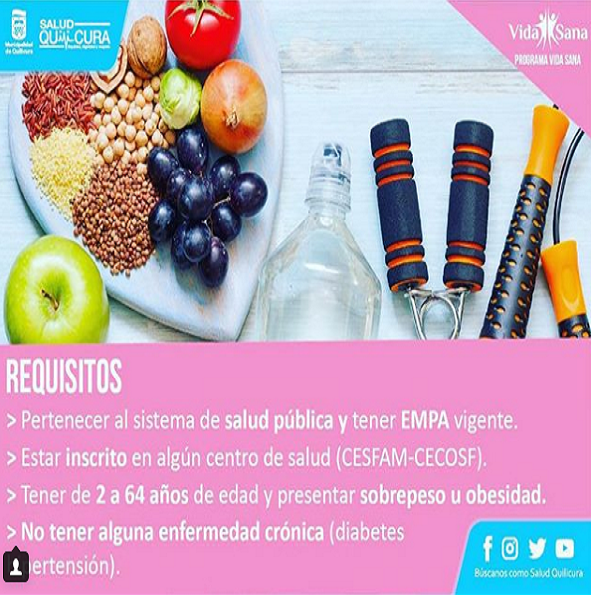 Municipalidad
de Quilicura
SALUD
QUILICURA
Vida Sana
PROGRAMA VIDA SANA
REQUISITOS
> Pertenecer al sistema de salud pública y tener EMPA vigente.
> Estar inscrito en algún centro de salud (CESFAM-CECOSF).
> Tener de 2 a 64 años de edad y presentar sobrepeso u obesidad.
> No tener alguna enfermedad crónica (diabetes
pertensión).
Búscanos como Salud Quilicura